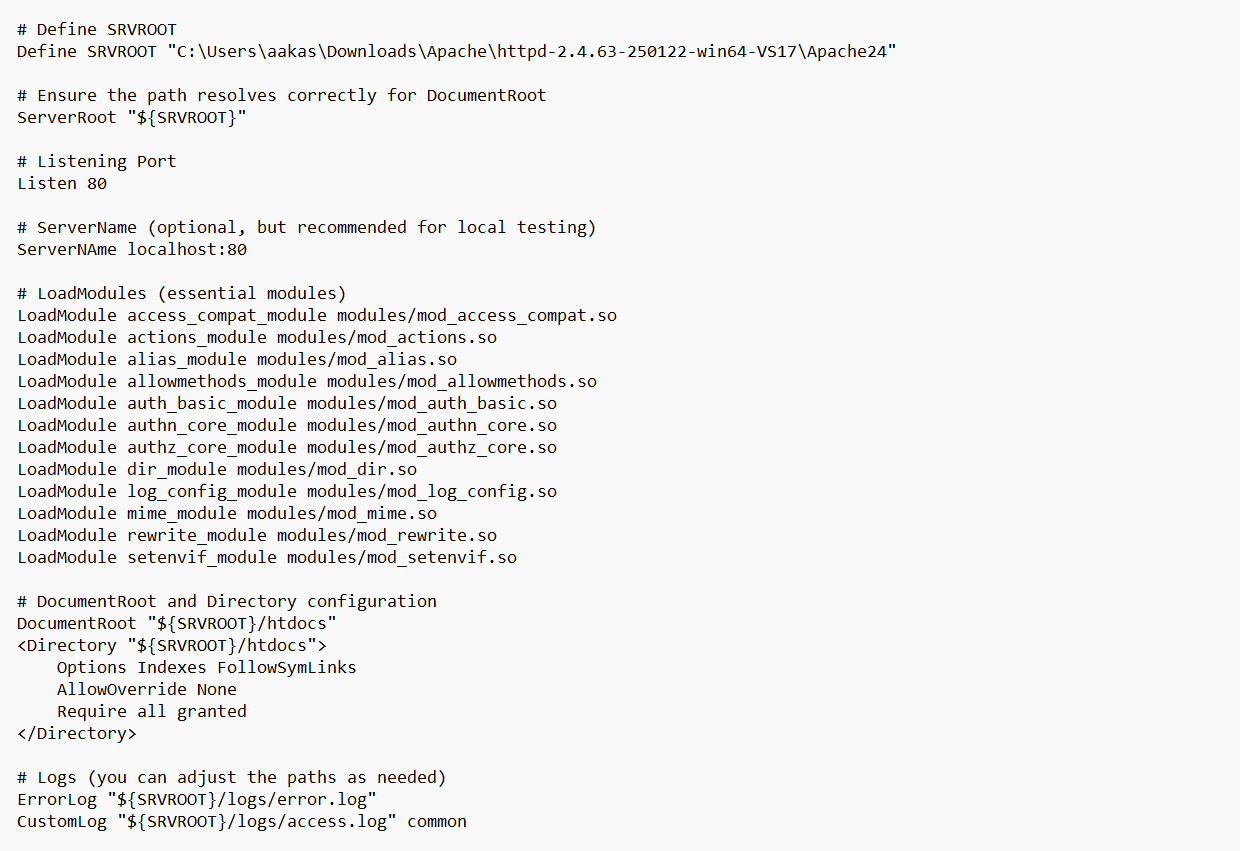 # Define SRVROOT
Define SRVROOT "C:\Users\aakas\Downloads\Apache\httpd-2.4.63-250122-win64-VS17\Apache24"

# Ensure the path resolves correctly for DocumentRoot
ServerRoot "${SRVROOT}"

# Listening Port
Listen 80

# ServerName (optional, but recommended for local testing)
ServerNAme localhost:80

# LoadModules (essential modules)
LoadModule access_compat_module modules/mod_access_compat.so
LoadModule actions_module modules/mod_actions.so
LoadModule alias_module modules/mod_alias.so
LoadModule allowmethods_module modules/mod_allowmethods.so
LoadModule auth_basic_module modules/mod_auth_basic.so
LoadModule authn_core_module modules/mod_authn_core.so
LoadModule authz_core_module modules/mod_authz_core.so
LoadModule dir_module modules/mod_dir.so
LoadModule log_config_module modules/mod_log_config.so
LoadModule mime_module modules/mod_mime.so
LoadModule rewrite_module modules/mod_rewrite.so
LoadModule setenvif_module modules/mod_setenvif.so

# DocumentRoot and Directory configuration
DocumentRoot "${SRVROOT}/htdocs"
<Directory "${SRVROOT}/htdocs">
    Options Indexes FollowSymLinks
    AllowOverride None
    Require all granted
</Directory>

# Logs (you can adjust the paths as needed)
ErrorLog "${SRVROOT}/logs/error.log"
CustomLog "${SRVROOT}/logs/access.log" common